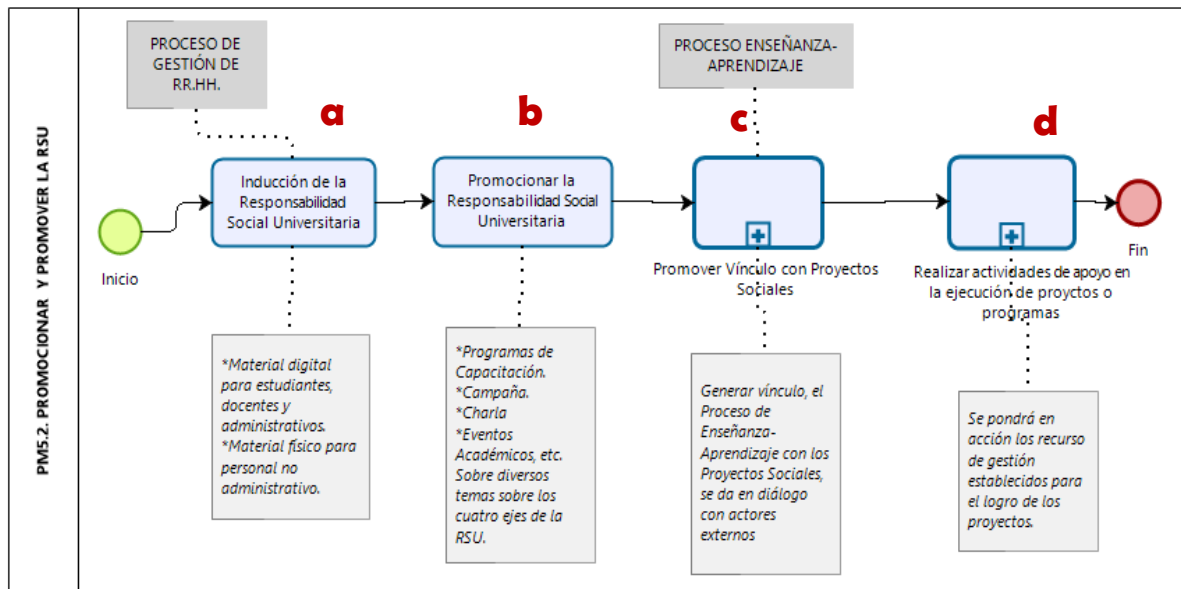 PM5.2. PROMOCIONAR Y PROMOVER LA RSU
PROCESO DE
GESTIÓN DE
RR.HH.
PROCESO ENSEÑANZA-
APRENDIZAJE
a
b
c
d
Inicio
Inducción de la
Responsabilidad
Social Universitaria
Promocionar la
Responsabilidad Social
Universitaria
Promover Vínculo con Proyectos
Sociales
Realizar actividades de apoyo en
la ejecución de proyctos o
programas
Fin
*Material digital
para estudiantes,
docentes y
administrativos.
*Material físico para
personal no
administrativo.
*Programas de
Capacitación.
*Campaña.
*Charla
*Eventos
Académicos, etc.
Sobre diversos
temas sobre los
cuatro ejes de la
RSU.
Generar vínculo, el
Proceso de
Enseñanza-
Aprendizaje con los
Proyectos Sociales,
se da en diálogo
con actores
externos
Se pondrá en
acción los recurso
de gestión
establecidos para
el logro de los
proyectos.